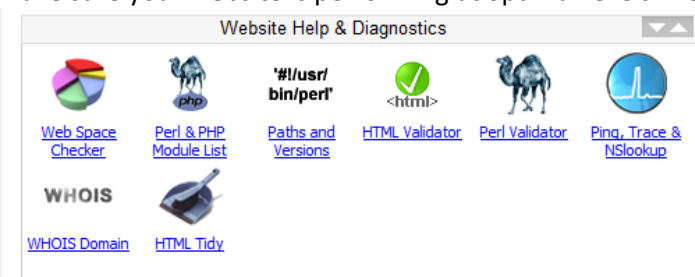 Website Help & Diagnostics
'#!/usr/
bin/perl'
php
<html>
Web Space
Checker
Perl & PHP
Module List
Paths and
Versions
HTML Validator
Perl Validator
Ping, Trace &
NSlookup
WHOIS
WHOIS Domain
HTML Tidy